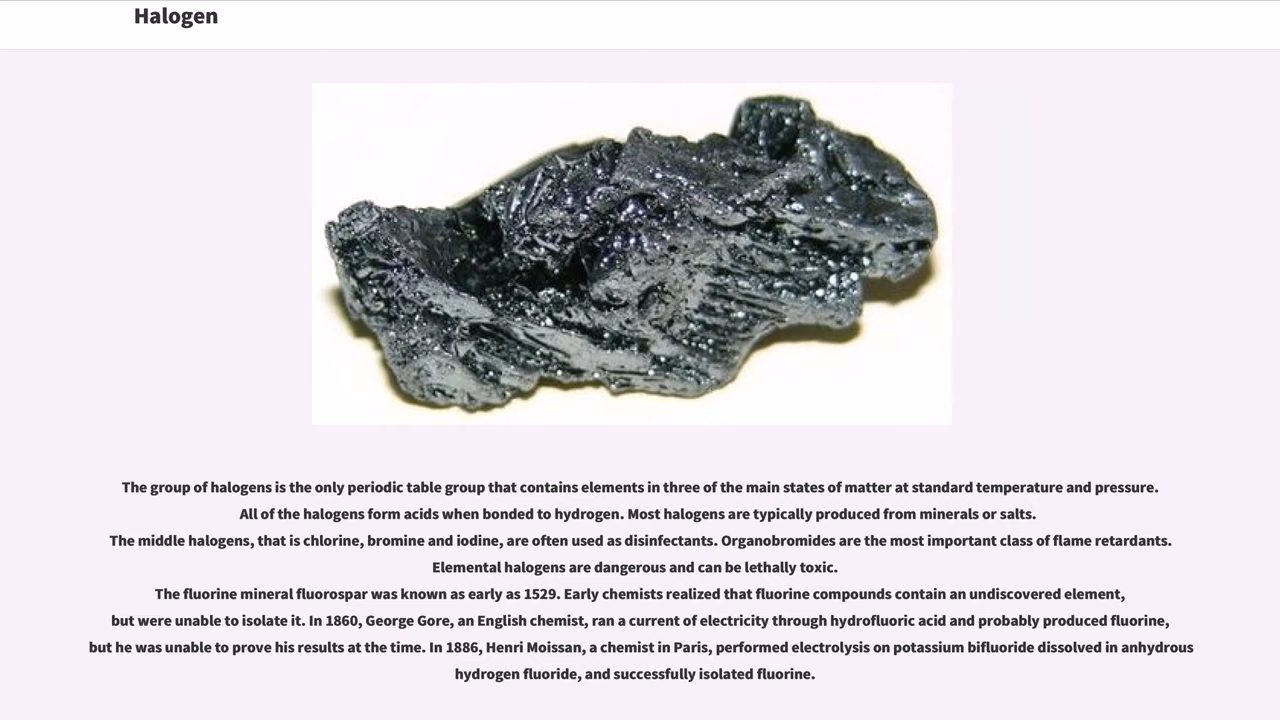 Halogen
The group of halogens is the only periodic table group that contains elements in three of the main states of matter at standard temperature and pressure.
All of the halogens form acids when bonded to hydrogen. Most halogens are typically produced from minerals or salts.
The middle halogens, that is chlorine, bromine and iodine, are often used as disinfectants. Organobromides are the most important class of flame retardants.
Elemental halogens are dangerous and can be lethally toxic.
The fluorine mineral fluorospar was known as early as 1529. Early chemists realized that fluorine compounds contain an undiscovered element,
but were unable to isolate it. In 1860, George Gore, an English chemist, ran a current of electricity through hydrofluoric acid and probably produced fluorine,
but he was unable to prove his results at the time. In 1886, Henri Moissan, a chemist in Paris, performed electrolysis on potassium bifluoride dissolved in anhydrous
hydrogen fluoride, and successfully isolated fluorine.